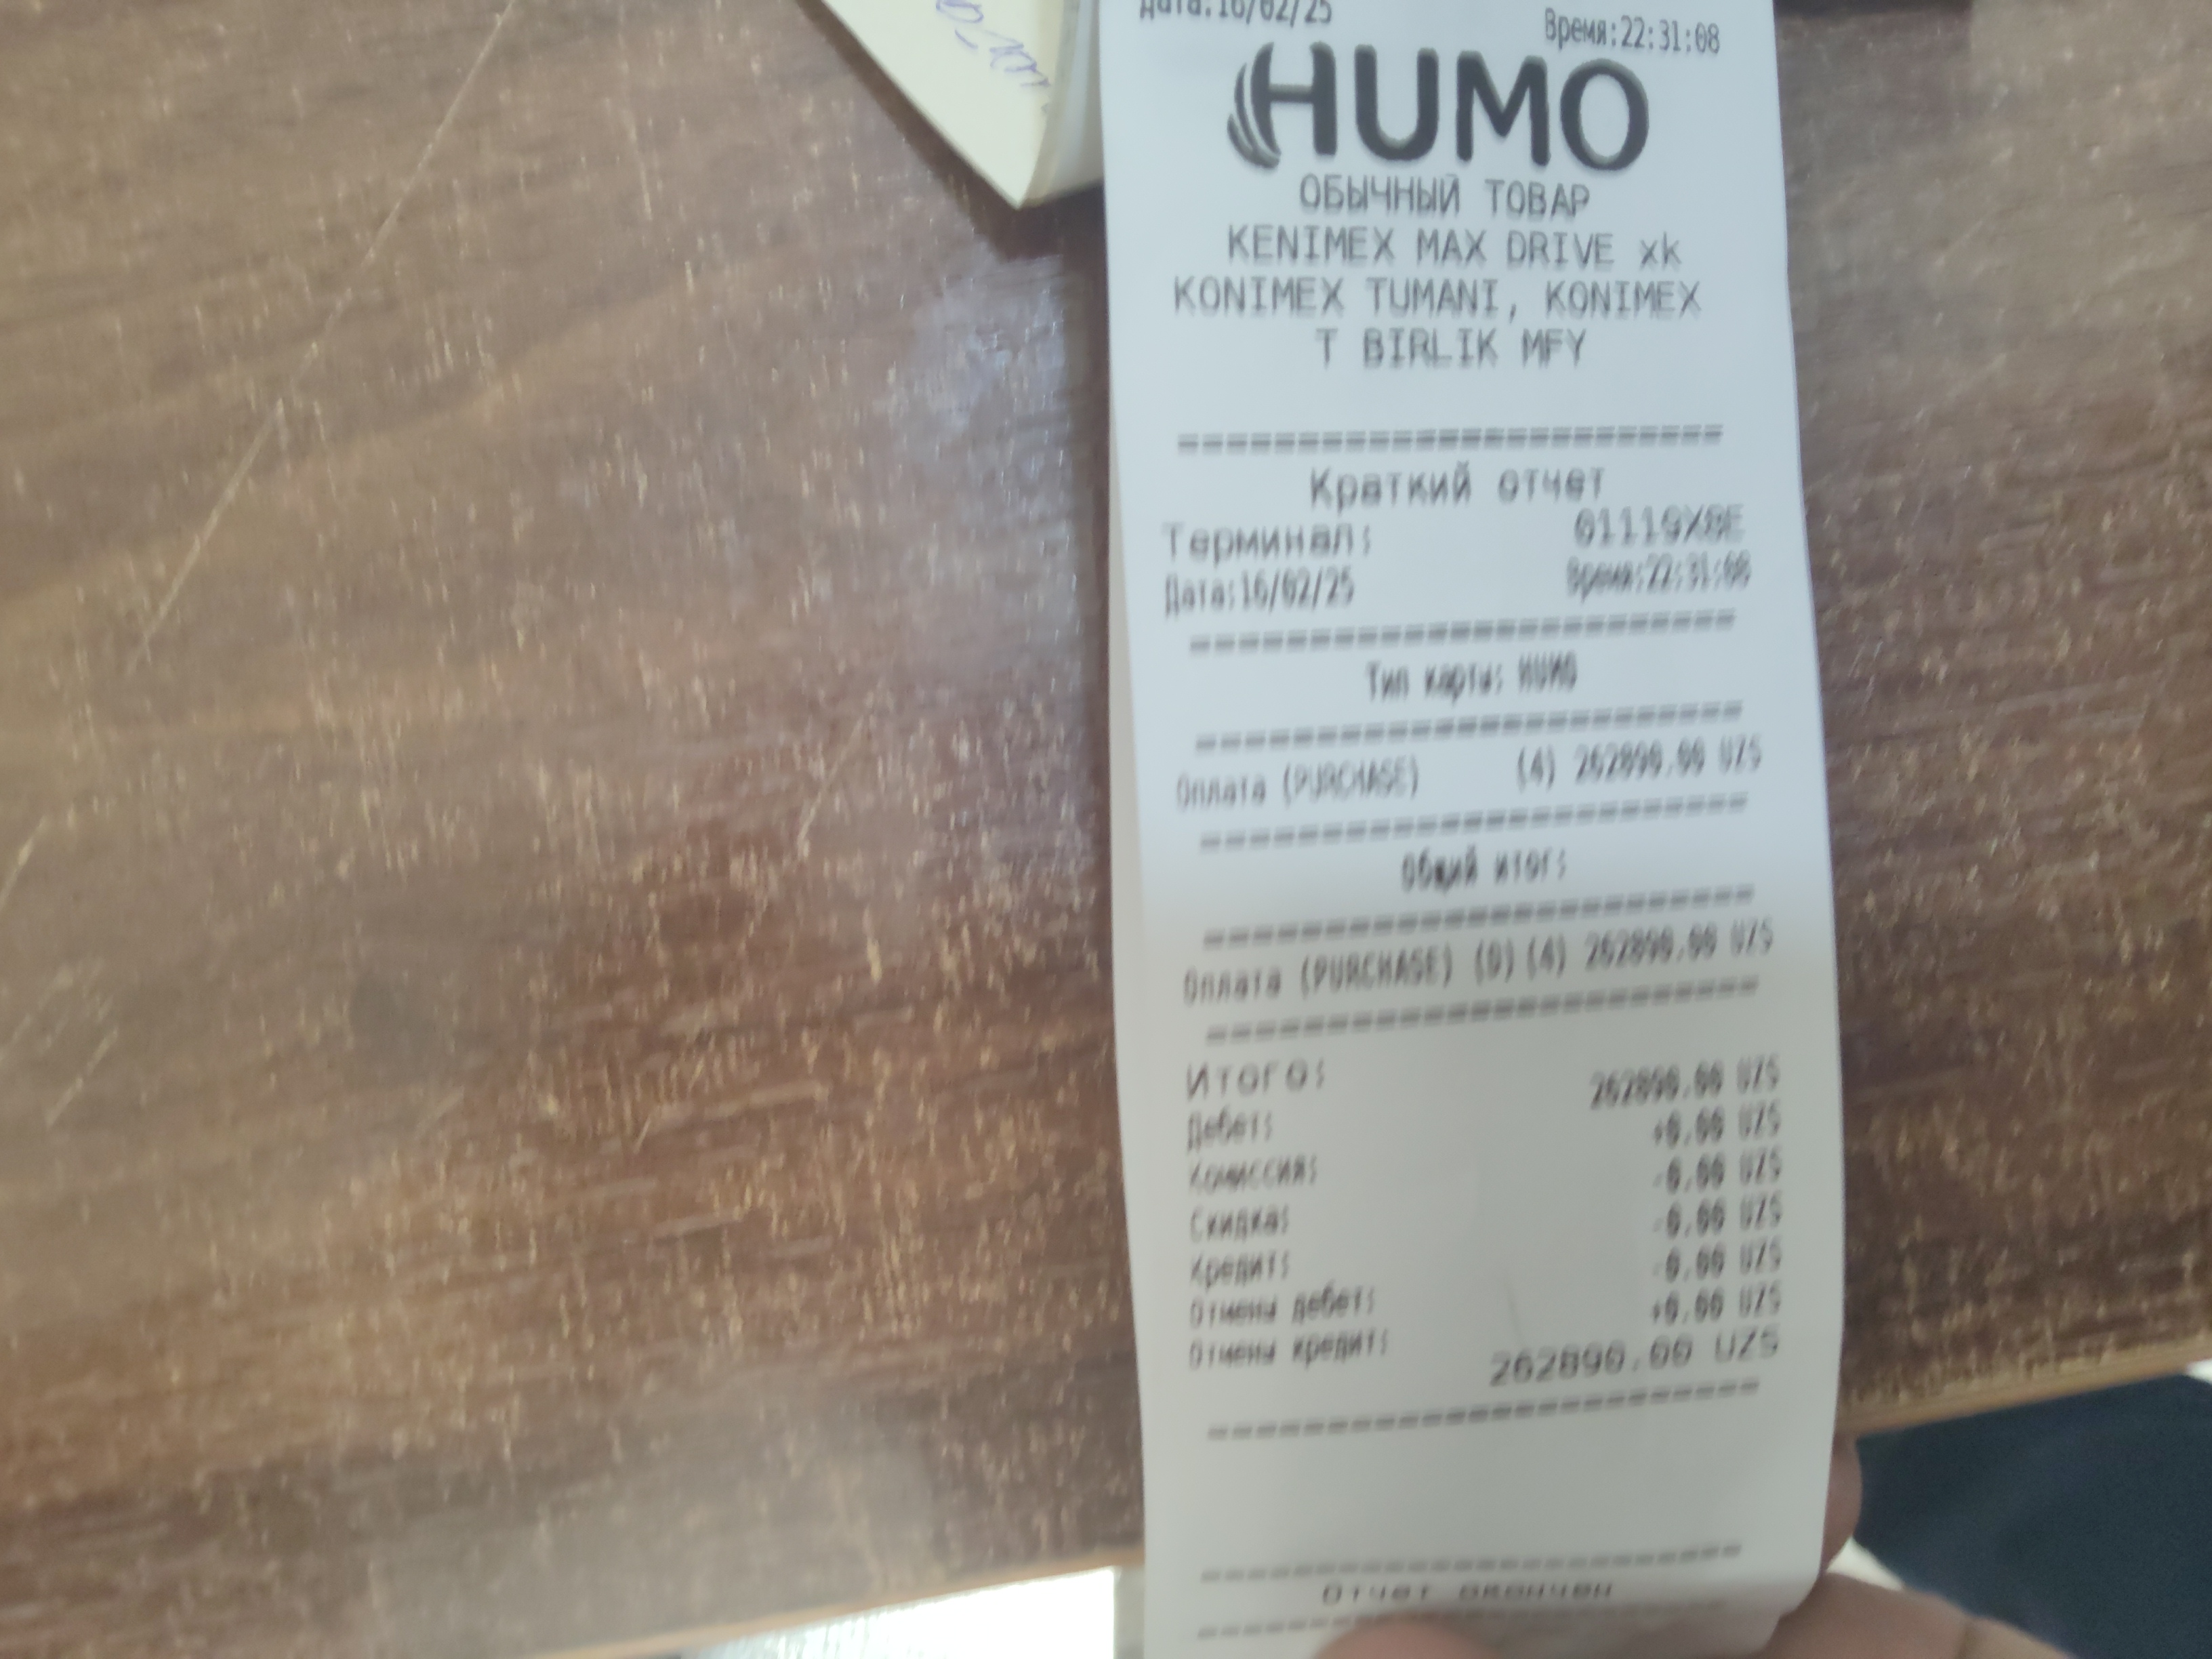 Дата:16/02/25 Время:22:31:08
HUMO
ОБЫЧНЫЙ ТОВАР
KENIMEX MAX DRIVE xk
KONIMEX TUMANI, KONIMEX
T BIRLIK MFY
Краткий отчет
Терминал: 01119X8E
Дата:16/02/25 Время:22:31:08
Тип карты: HUMO
Оплата (PURCHASE) (4) 262890.00 UZS
Общий итог:
Оплата (PURCHASE) (D)(4) 262890.00 UZS
ИТОГО: 262890.00 UZS
Дебет: +0.00 UZS
Комиссия: -0.00 UZS
Скидка: -0.00 UZS
Кредит: -0.00 UZS
Отмены дебет: +0.00 UZS
Отмены кредит: 262890.00 UZS
Отчет окончен